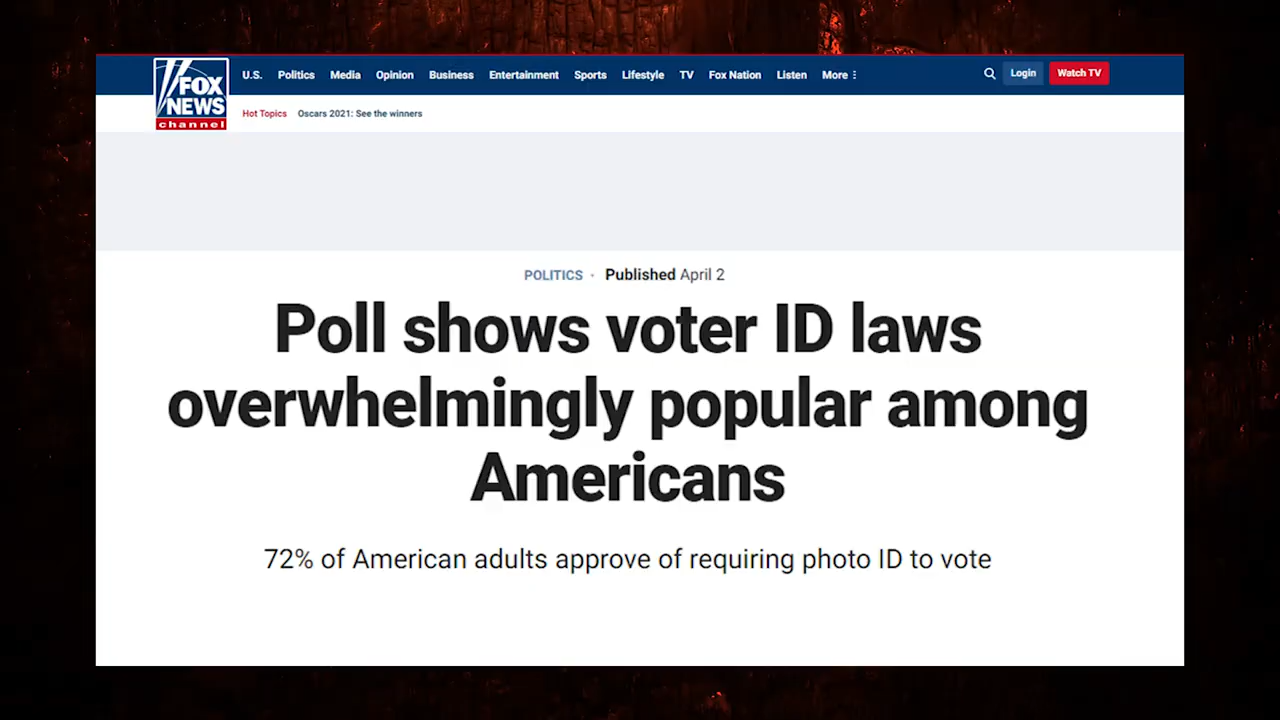 FOX
NEWS
channel
U.S. Politics Media Opinion Business Entertainment Sports Lifestyle TV Fox Nation Listen More
Login
Watch TV
Hot Topics Oscars 2021: See the winners
POLITICS · Published April 2
Poll shows voter ID laws
overwhelmingly popular among
Americans
72% of American adults approve of requiring photo ID to vote